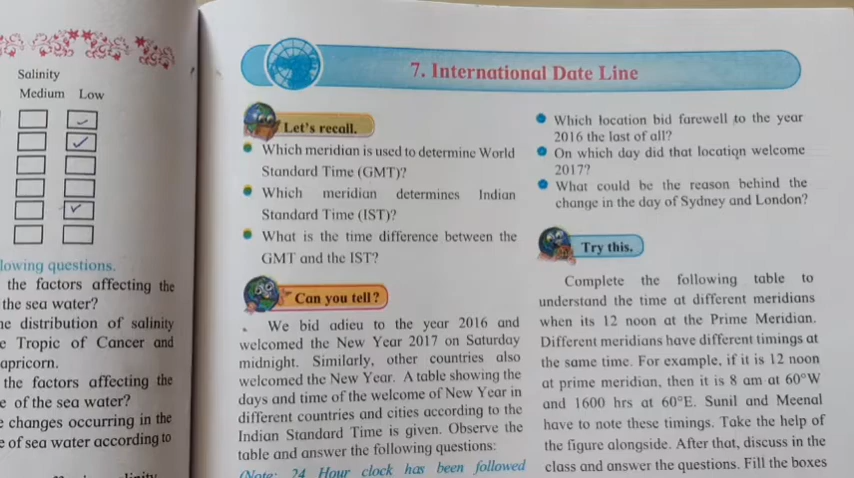 Salinity
Medium Low
lowing questions.
the factors affecting the
the sea water?
distribution of salinity
Tropic of Cancer and
apricorn.
the factors affecting the
of the sea water?
changes occurring in the
of sea water according to
7. International Date Line
Let's recall.
Which meridian is used to determine World
Standard Time (GMT)?
Which meridian determines Indian
Standard Time (IST)?
What is the time difference between the
GMT and the IST?
Can you tell?
We bid adieu to the year 2016 and
welcomed the New Year 2017 on Saturday
midnight. Similarly, other countries also
welcomed the New Year. A table showing the
days and time of the welcome of New Year in
different countries and cities according to the
Indian Standard Time is given. Observe the
table and answer the following questions:
(Note: 24 Hour clock has been followed
Which location bid farewell to the year
2016 the last of all?
On which day did that location welcome
2017?
What could be the reason behind the
change in the day of Sydney and London?
Try this.
Complete the following table to
understand the time at different meridians
when its 12 noon at the Prime Meridian.
Different meridians have different timings at
the same time. For example, if it is 12 noon
at prime meridian, then it is 8 am at 60°W
and 1600 hrs at 60°E. Sunil and Meenal
have to note these timings. Take the help of
the figure alongside. After that, discuss in the
class and answer the questions. Fill the boxes